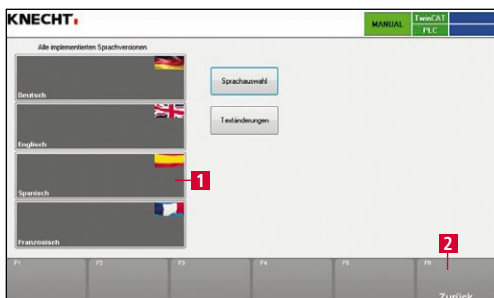 KNECHT
MANUAL
TwinCAT
PLC
Alle implementierten Sprachversionen
Deutsch
Sprachauswahl
Englisch
Textänderungen
Spanisch
1
Französisch
2
F1 F2 F3 F4 F5 F6
Zurück